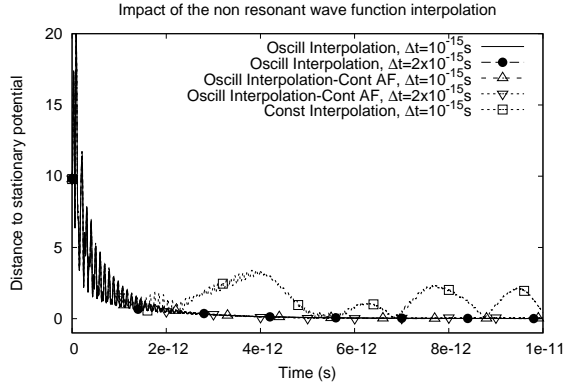 Impact of the non resonant wave function interpolation
Oscill Interpolation, Δt=10⁻¹⁵s
Oscill Interpolation, Δt=2x10⁻¹⁵s
Oscill Interpolation-Cont AF, Δt=10⁻¹⁵s
Oscill Interpolation-Cont AF, Δt=2x10⁻¹⁵s
Const Interpolation, Δt=10⁻¹⁵s
Distance to stationary potential
20
15
10
5
0
0 2e-12 4e-12 6e-12 8e-12 1e-11
Time (s)